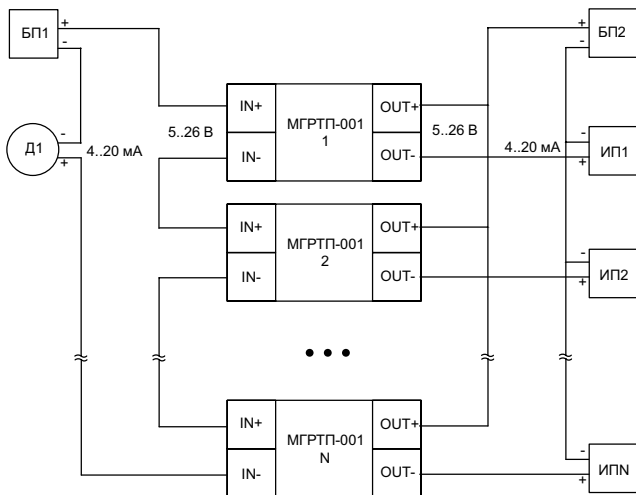 БП1
+
-
+
-
БП2
IN+
МГРТП-001
1
OUT+
IN-
OUT-
5..26 В
5..26 В
-
Д1
+
4..20 мА
4..20 мА
-
+
ИП1
IN+
МГРТП-001
2
OUT+
IN-
OUT-
-
+
ИП2
• • •
IN+
МГРТП-001
N
OUT+
IN-
OUT-
-
+
ИПN